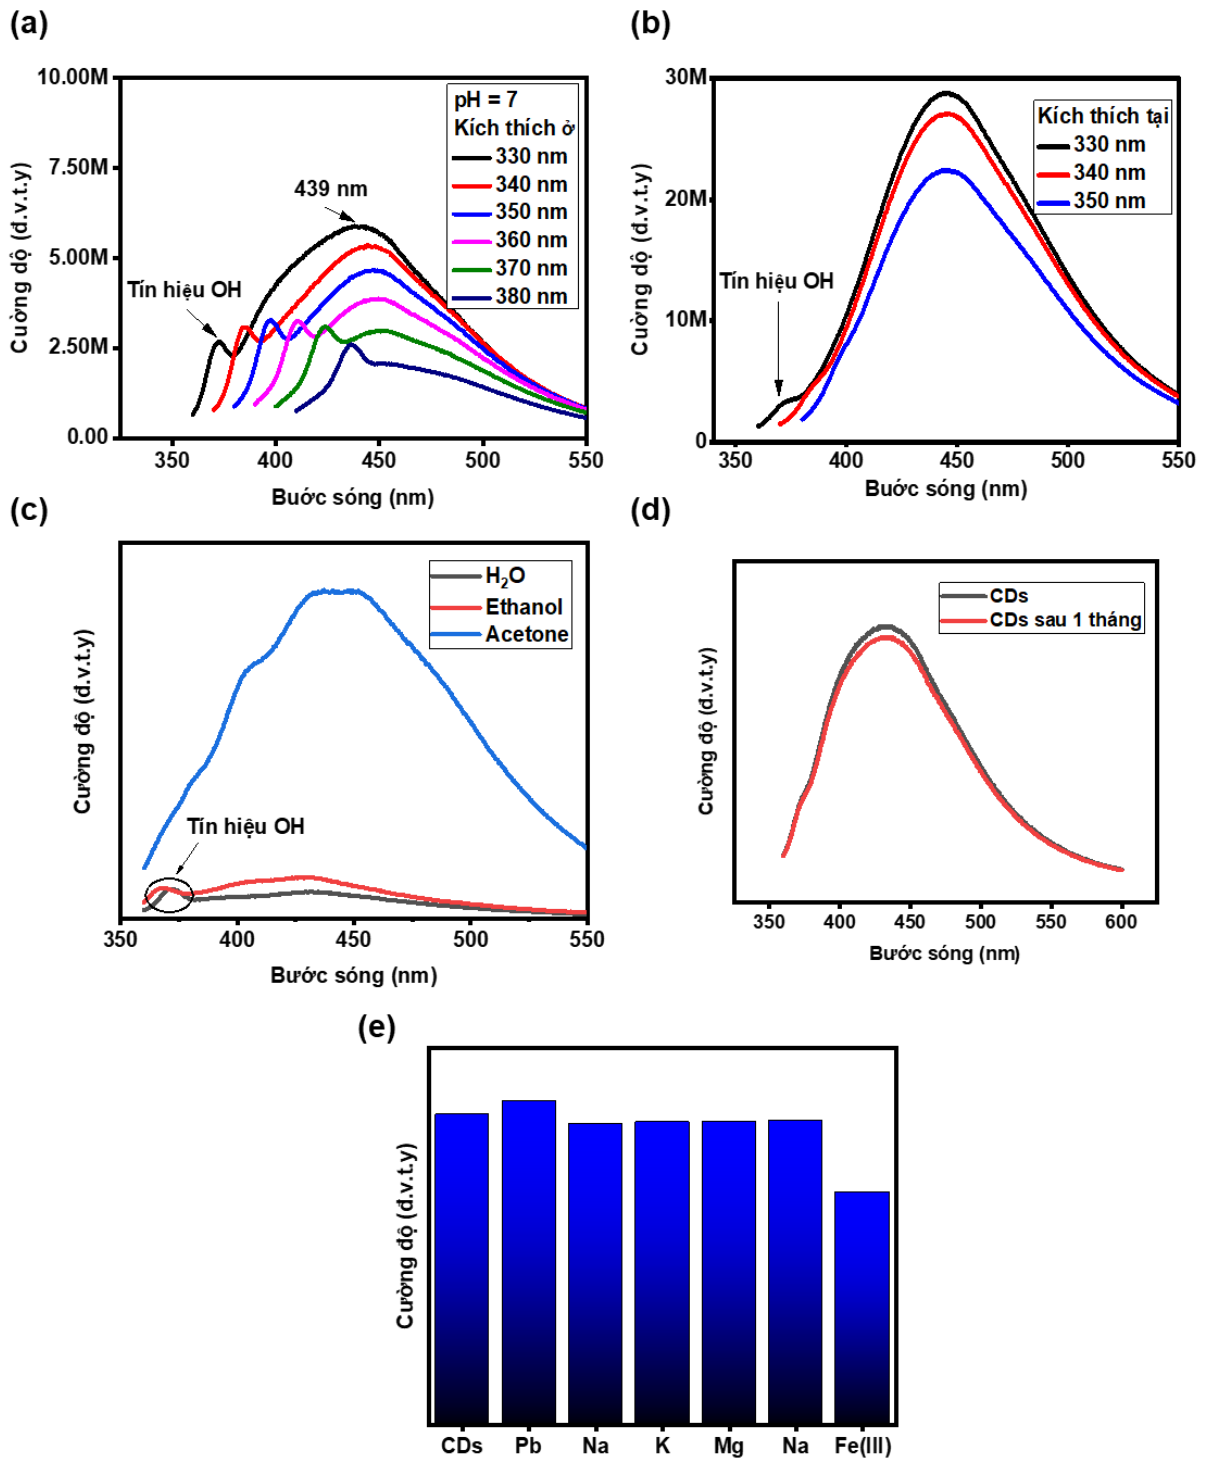 (a)
10.00M
7.50M
5.00M
2.50M
0.00
350
400
450
500
550
Cường độ (d.v.t.y)
Bước sóng (nm)
pH = 7
Kích thích ở
330 nm
340 nm
350 nm
360 nm
370 nm
380 nm
439 nm
Tín hiệu OH
(b)
30M
20M
10M
0
350
400
450
500
550
Cường độ (d.v.t.y)
Bước sóng (nm)
Kích thích tại
330 nm
340 nm
350 nm
Tín hiệu OH
(c)
Cường độ (d.v.t.y)
H₂O
Ethanol
Acetone
Tín hiệu OH
350
400
450
500
550
Bước sóng (nm)
(d)
Cường độ (d.v.t.y)
CDs
CDs sau 1 tháng
350
400
450
500
550
600
Bước sóng (nm)
(e)
Cường độ (d.v.t.y)
CDs
Pb
Na
K
Mg
Na
Fe(III)